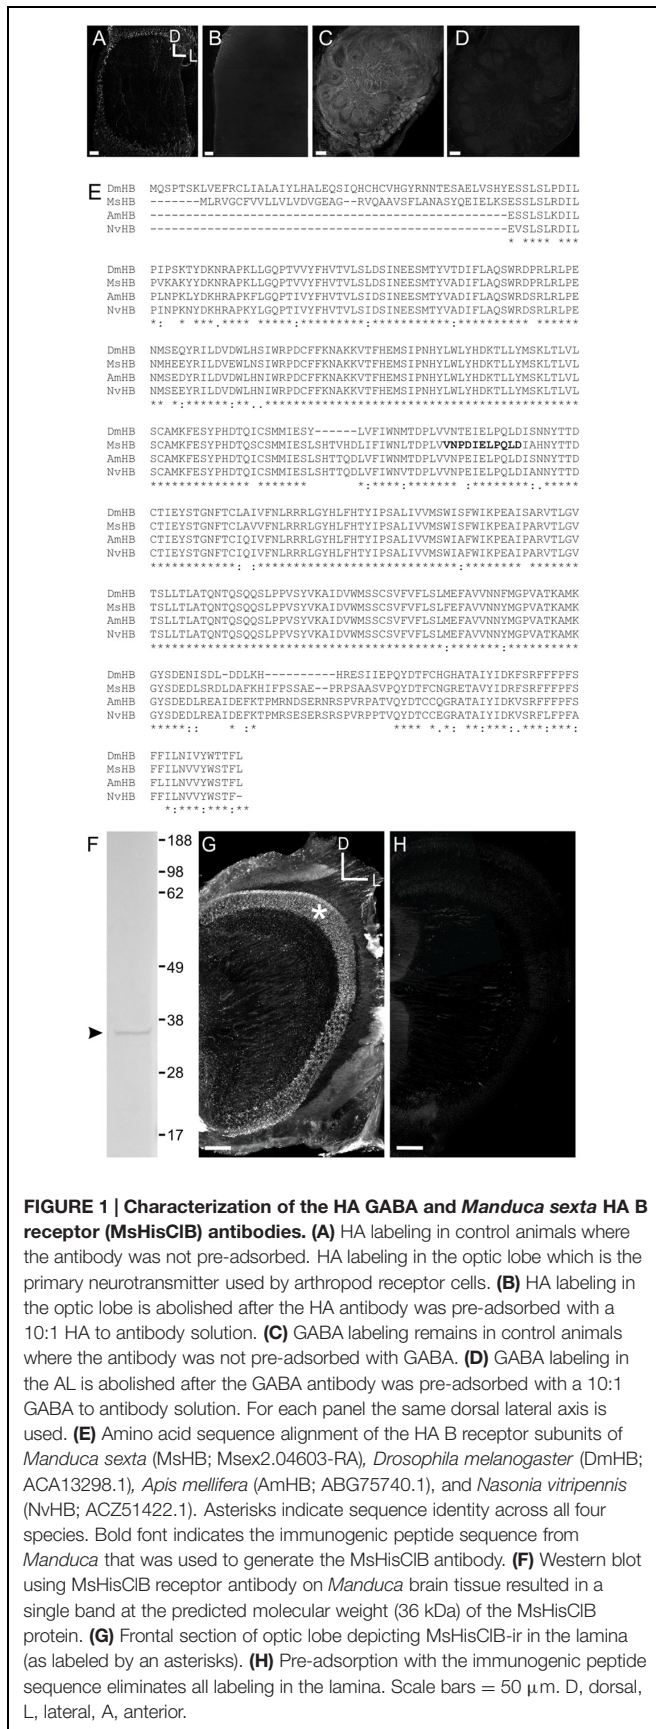 A
D
L
B
C
D
E
DmHB MQSPTSKLVEFRCLIALAIYLHALEQSIQHCHCVHGYRNNTESAELVSHYESSLSLPDIL
MsHB -------MLRVGCFVVLLVLVDVGEAG--RVQAAVSFLANASYQEIELKSESSLSLRDIL
AmHB --------------------------------------------------ESSLSLKDIL
NvHB --------------------------------------------------EVSLSLRDIL
* **** ***
DmHB PIPSKTYDKNRAPKLLGQPTVVYFHVTVLSLDSINEESMTYVTDIFLAQSWRDPRLRLPE
MsHB PVKAKYYDKNRAPKLFGQPTVVYFHVTVLSIDSINEESMTYVADIFLAQSWRDSRLRLPE
AmHB PLNPKLYDKHRAPKFLGQPTIVYFHVTVLSIDSINEESMTYVADIFLAQSWRDPRLRLPE
NvHB PINPKNYDKHRAPKFLGQPTIVYFHVTVLSIDSINEESMTYVADIFLAQSWRDPRLRLPE
*: * ***.**** ****:*********:***********:********** ******
DmHB NMSEQYRILDVDWLHSIWRPDCFFKNAKKVTFHEMSIPNHYLWLYHDKTLLYMSKLTLVL
MsHB NMHEEYRILDVEWLNSIWRPDCFFKNAKKVTFHEMSIPNHYLWLYHDKTLLYMSKLTLVL
AmHB NMSEDYRILDVDWLHNIWRPDCFFKNAKKVTFHEMSIPNHYLWLYHDKTLLYMSKLTLVL
NvHB NMSEEYRILDVDWLHNIWRPDCFFKNAKKVTFHEMSIPNHYLWLYHDKTLLYMSKLTLVL
** *:******:**..********************************************
DmHB SCAMKFESYPHDTQICSMMIESY------LVFIWNMTDPLVVNTEIELPQLDISNNYTTD
MsHB SCAMKFESYPHDTQSCSMMIESLSHTVHDLIFIWNLTDPLVVNPDIELPQLDIAHNYTTD
AmHB SCAMKFESYPHDTQICSMMIESLSHTTQDLVFIWNMTDPLVVNPEIELPQLDISNNYTTD
NvHB SCAMKFESYPHDTQICSMMIESLSHTTQDLVFIWNVTDPLVVNPEIELPQLDIANNYTTD
************** *******       *:****:******* :********:.*****
DmHB CTIEYSTGNFTCLAIVFNLRRRLGYHLFHTYIPSALIVVMSWISFWIKPEAISARVTLGV
MsHB CTIEYSTGNFTCLAVVFNLRRRLGYHLFHTYIPSALIVVMSWISFWIKPEAIPARVTLGV
AmHB CTIEYSTGNFTCIQIVFNLRRRLGYHLFHTYIPSALIVVMSWIAFWIKPEAIPARVTLGV
NvHB CTIEYSTGNFTCIQIVFNLRRRLGYHLFHTYIPSALIVVMSWIAFWIKPEAIPARVTLGV
************: :****************************:******** *******
DmHB TSLLTLATQNTQSQQSLPPVSYVKAIDVWMSSCSVFVFLSLMEFAVVNNFMGPVATKAMK
MsHB TSLLTLATQNTQSQQSLPPVSYVKAIDVWMSSCSVFVFLSLFEFAVVNNYMGPVATKAMK
AmHB TSLLTLATQNTQSQQSLPPVSYVKAIDVWMSSCSVFVFLSLMEFAVVNNYMGPVATKAMK
NvHB TSLLTLATQNTQSQQSLPPVSYVKAIDVWMSSCSVFVFLSLMEFAVVNNYMGPVATKAMK
*****************************************:*******:**********
DmHB GYSDENISDL-DDLKH----------HRESIIEPQYDTFCHGHATAIYIDKFSRFFFPFS
MsHB GYSDEDLSRDLDAFKHIFPSSAE--PRPSAASVPQYDTFCNGRETAVYIDRFSRFFFPFS
AmHB GYSDEDLREAIDEFKTPMRNDSERNRSPVRPATVQYDTCCQGRATAIYIDKVSRFFFPFS
NvHB GYSDEDLREAIDEFKTPMRSESERSRSPVRPPTVQYDTCCEGRATAIYIDKVSRFLFPFA
*****:: * * **** *.*: **:***:.***:***:
DmHB FFILNIVYWTTFL
MsHB FFILNVVYWSTFL
AmHB FLILNVVYWSTFL
NvHB FFILNVVYWSTF-
*:***:***:**
F
188
98
62
49
38
28
17
G
D
L
*
H
FIGURE 1 | Characterization of the HA GABA and Manduca sexta HA B
receptor (MsHisClB) antibodies. (A) HA labeling in control animals where
the antibody was not pre-adsorbed. HA labeling in the optic lobe which is the
primary neurotransmitter used by arthropod receptor cells. (B) HA labeling in
the optic lobe is abolished after the HA antibody was pre-adsorbed with a
10:1 HA to antibody solution. (C) GABA labeling remains in control animals
where the antibody was not pre-adsorbed with GABA. (D) GABA labeling in
the AL is abolished after the GABA antibody was pre-adsorbed with a 10:1
GABA to antibody solution. For each panel the same dorsal lateral axis is
used. (E) Amino acid sequence alignment of the HA B receptor subunits of
Manduca sexta (MsHB; Msex2.04603-RA), Drosophila melanogaster (DmHB;
ACA13298.1), Apis mellifera (AmHB; ABG75740.1), and Nasonia vitripennis
(NvHB; ACZ51422.1). Asterisks indicate sequence identity across all four
species. Bold font indicates the immunogenic peptide sequence from
Manduca that was used to generate the MsHisClB antibody. (F) Western blot
using MsHisClB receptor antibody on Manduca brain tissue resulted in a
single band at the predicted molecular weight (36 kDa) of the MsHisClB
protein. (G) Frontal section of optic lobe depicting MsHisClB-ir in the lamina
(as labeled by an asterisks). (H) Pre-adsorption with the immunogenic peptide
sequence eliminates all labeling in the lamina. Scale bars = 50 μm. D, dorsal,
L, lateral, A, anterior.